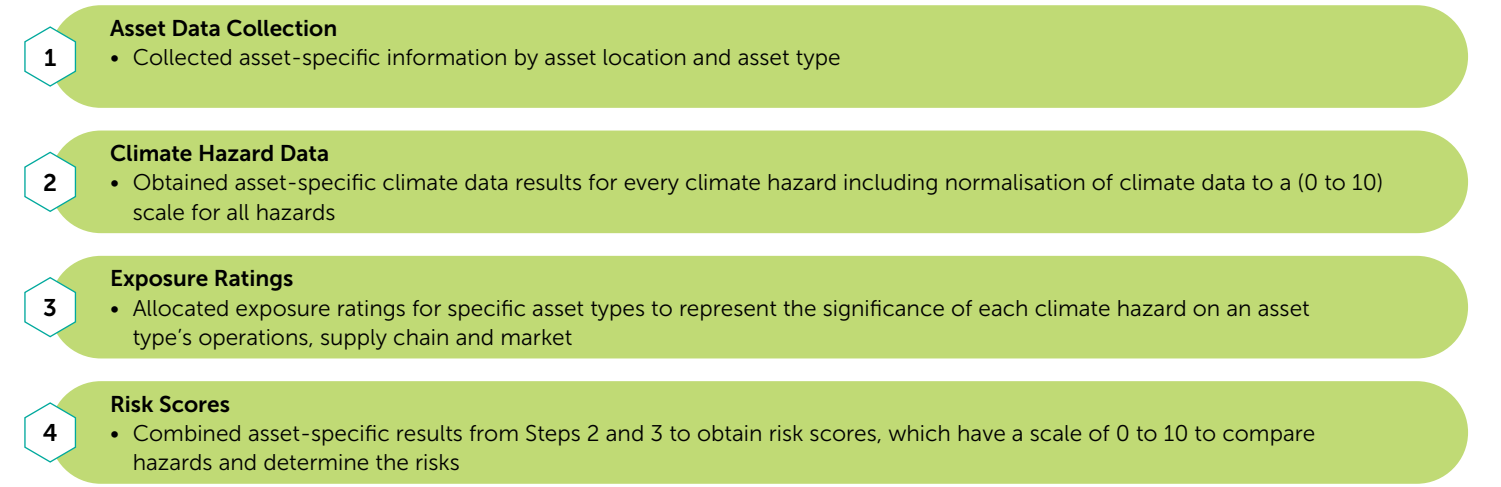 1
Asset Data Collection
• Collected asset-specific information by asset location and asset type
2
Climate Hazard Data
• Obtained asset-specific climate data results for every climate hazard including normalisation of climate data to a (0 to 10)
scale for all hazards
3
Exposure Ratings
• Allocated exposure ratings for specific asset types to represent the significance of each climate hazard on an asset
type's operations, supply chain and market
4
Risk Scores
• Combined asset-specific results from Steps 2 and 3 to obtain risk scores, which have a scale of 0 to 10 to compare
hazards and determine the risks